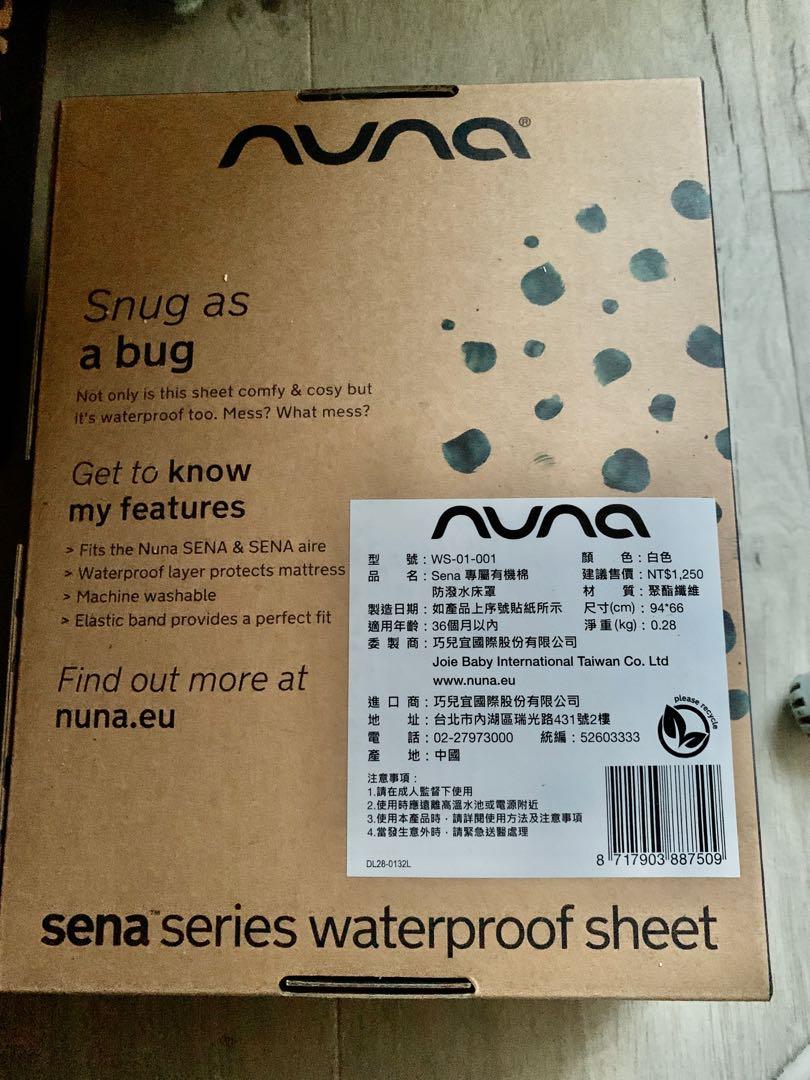 nuna®
Snug as
a bug
Not only is this sheet comfy & cosy but
it's waterproof too. Mess? What mess?
Get to know
my features
> Fits the Nuna SENA & SENA aire
> Waterproof layer protects mattress
> Machine washable
> Elastic band provides a perfect fit
Find out more at
nuna.eu
nuna
型 號：WS-01-001 顏 色：白色
品 名：Sena 專屬有機棉 建議售價：NT$1,250
防潑水床罩 材 質：聚酯纖維
製造日期：如產品上序號貼紙所示 尺寸(cm)：94*66
適用年齡：36個月以內 淨重(kg)：0.28
委 製 商：巧兒宜國際股份有限公司
Joie Baby International Taiwan Co. Ltd
www.nuna.eu
進 口 商：巧兒宜國際股份有限公司
地 址：台北市內湖區瑞光路431號2樓
電 話：02-27973000 統編：52603333
產 地：中國
please recycle
注意事項：
1.請在成人監督下使用
2.使用時應遠離高溫水池或電源附近
3.使用本產品時，請詳閱使用方法及注意事項
4.當發生意外時，請緊急送醫處理
DL28-0132L
8 717903 887509
sena™ series waterproof sheet